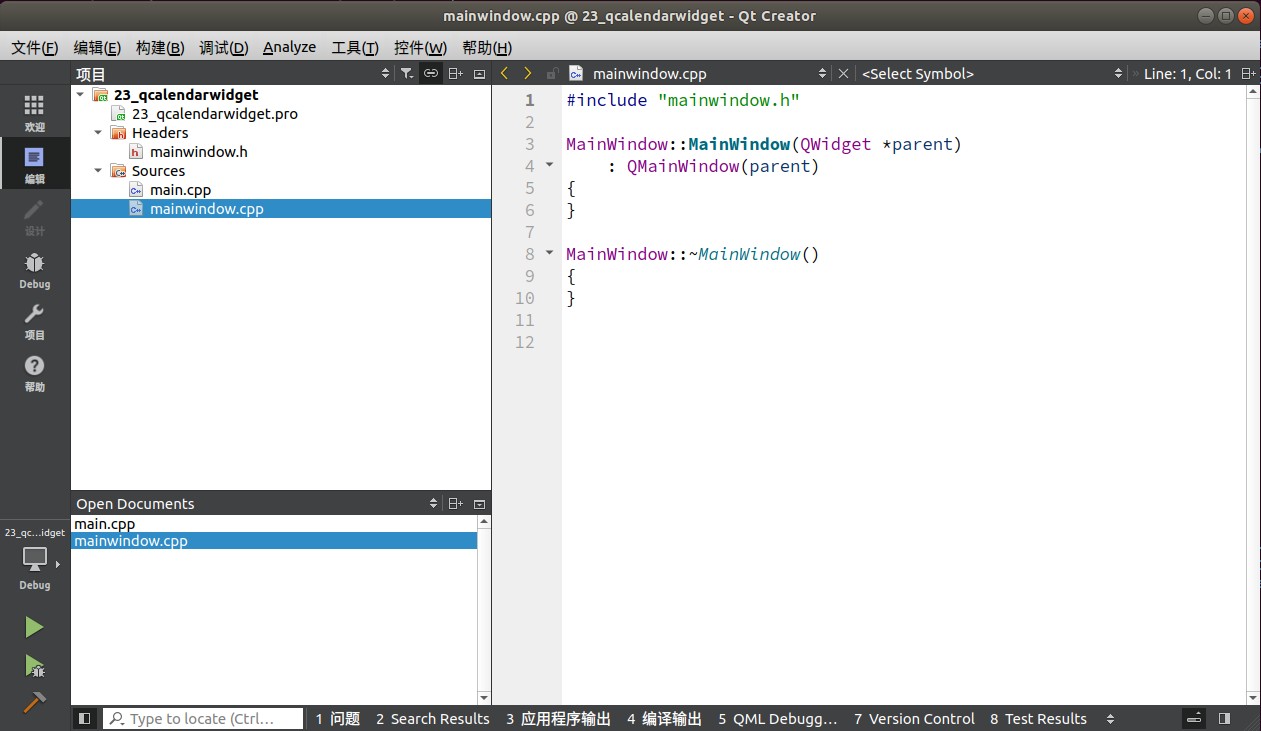 mainwindow.cpp @ 23_qcalendarwidget - Qt Creator
文件(F) 编辑(E) 构建(B) 调试(D) Analyze 工具(T) 控件(W) 帮助(H)
项目
mainwindow.cpp
<Select Symbol>
Line: 1, Col: 1
欢迎
编辑
设计
Debug
项目
帮助
23_qc...idget
Debug
23_qcalendarwidget
23_qcalendarwidget.pro
Headers
mainwindow.h
Sources
main.cpp
mainwindow.cpp
Open Documents
main.cpp
mainwindow.cpp
1 #include "mainwindow.h"
2
3 MainWindow::MainWindow(QWidget *parent)
4 : QMainWindow(parent)
5 {
6 }
7
8 MainWindow::~MainWindow()
9 {
10 }
11
12
Type to locate (Ctrl...
1 问题 2 Search Results 3 应用程序输出 4 编译输出 5 QML Debugg... 7 Version Control 8 Test Results